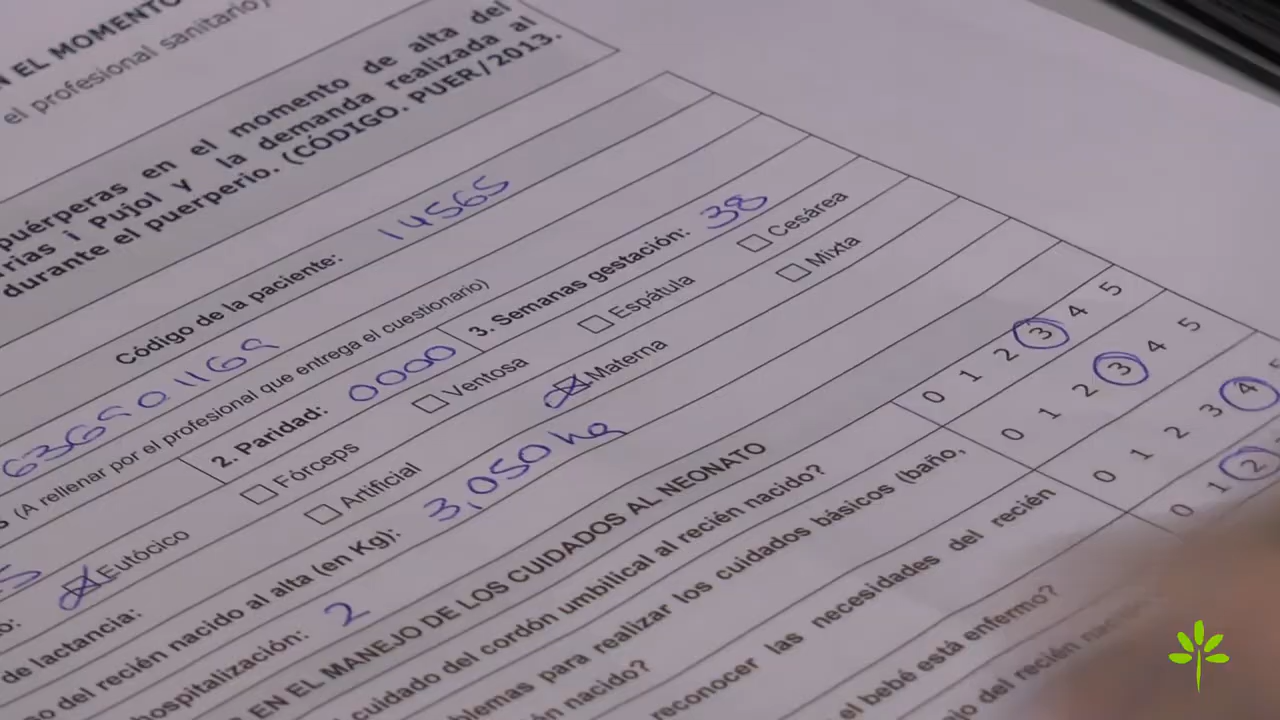 EN EL MOMENTO
el profesional sanitario)
puérperas en el momento de alta del
rias i Pujol y la demanda realizada al
durante el puerperio. (CÓDIGO. PUER/2013.
Código de la paciente: 14565
(A rellenar por el profesional que entrega el cuestionario)
2. Paridad: 0000 3. Semanas gestación: 38
Eutócico Fórceps Ventosa Espátula Cesárea
de lactancia: Artificial Materna Mixta
del recién nacido al alta (en Kg): 3,050 kg
hospitalización: 2
EN EL MANEJO DE LOS CUIDADOS AL NEONATO
cuidado del cordón umbilical al recién nacido? 0 1 2 3 4 5
para realizar los cuidados básicos (baño, 0 1 2 3 4 5
nacido?
reconocer las necesidades del recién 0 1 2 3 4
el bebé está enfermo? 0 1 2
del recién